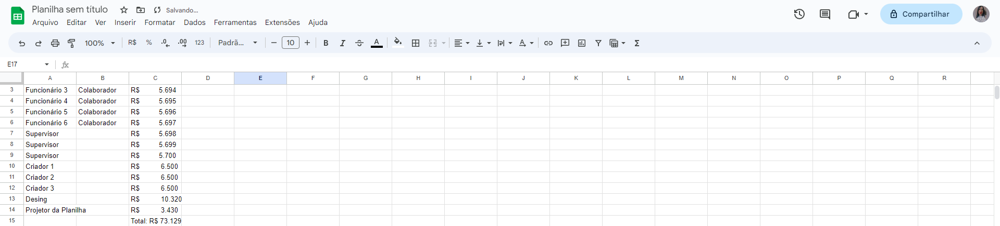 Planilha sem título Salvando...
Arquivo Editar Ver Inserir Formatar Dados Ferramentas Extensões Ajuda
Compartilhar
100% R$ % .0 .00 123 Padrã... 10 B I S A A Σ
E17 fx
A B C D E F G H I J K L M N O P Q R
3 Funcionário 3 Colaborador R$ 5.694
4 Funcionário 4 Colaborador R$ 5.695
5 Funcionário 5 Colaborador R$ 5.696
6 Funcionário 6 Colaborador R$ 5.697
7 Supervisor R$ 5.698
8 Supervisor R$ 5.699
9 Supervisor R$ 5.700
10 Criador 1 R$ 6.500
11 Criador 2 R$ 6.500
12 Criador 3 R$ 6.500
13 Desing R$ 10.320
14 Projetor da Planilha R$ 3.430
15 Total: R$ 73.129